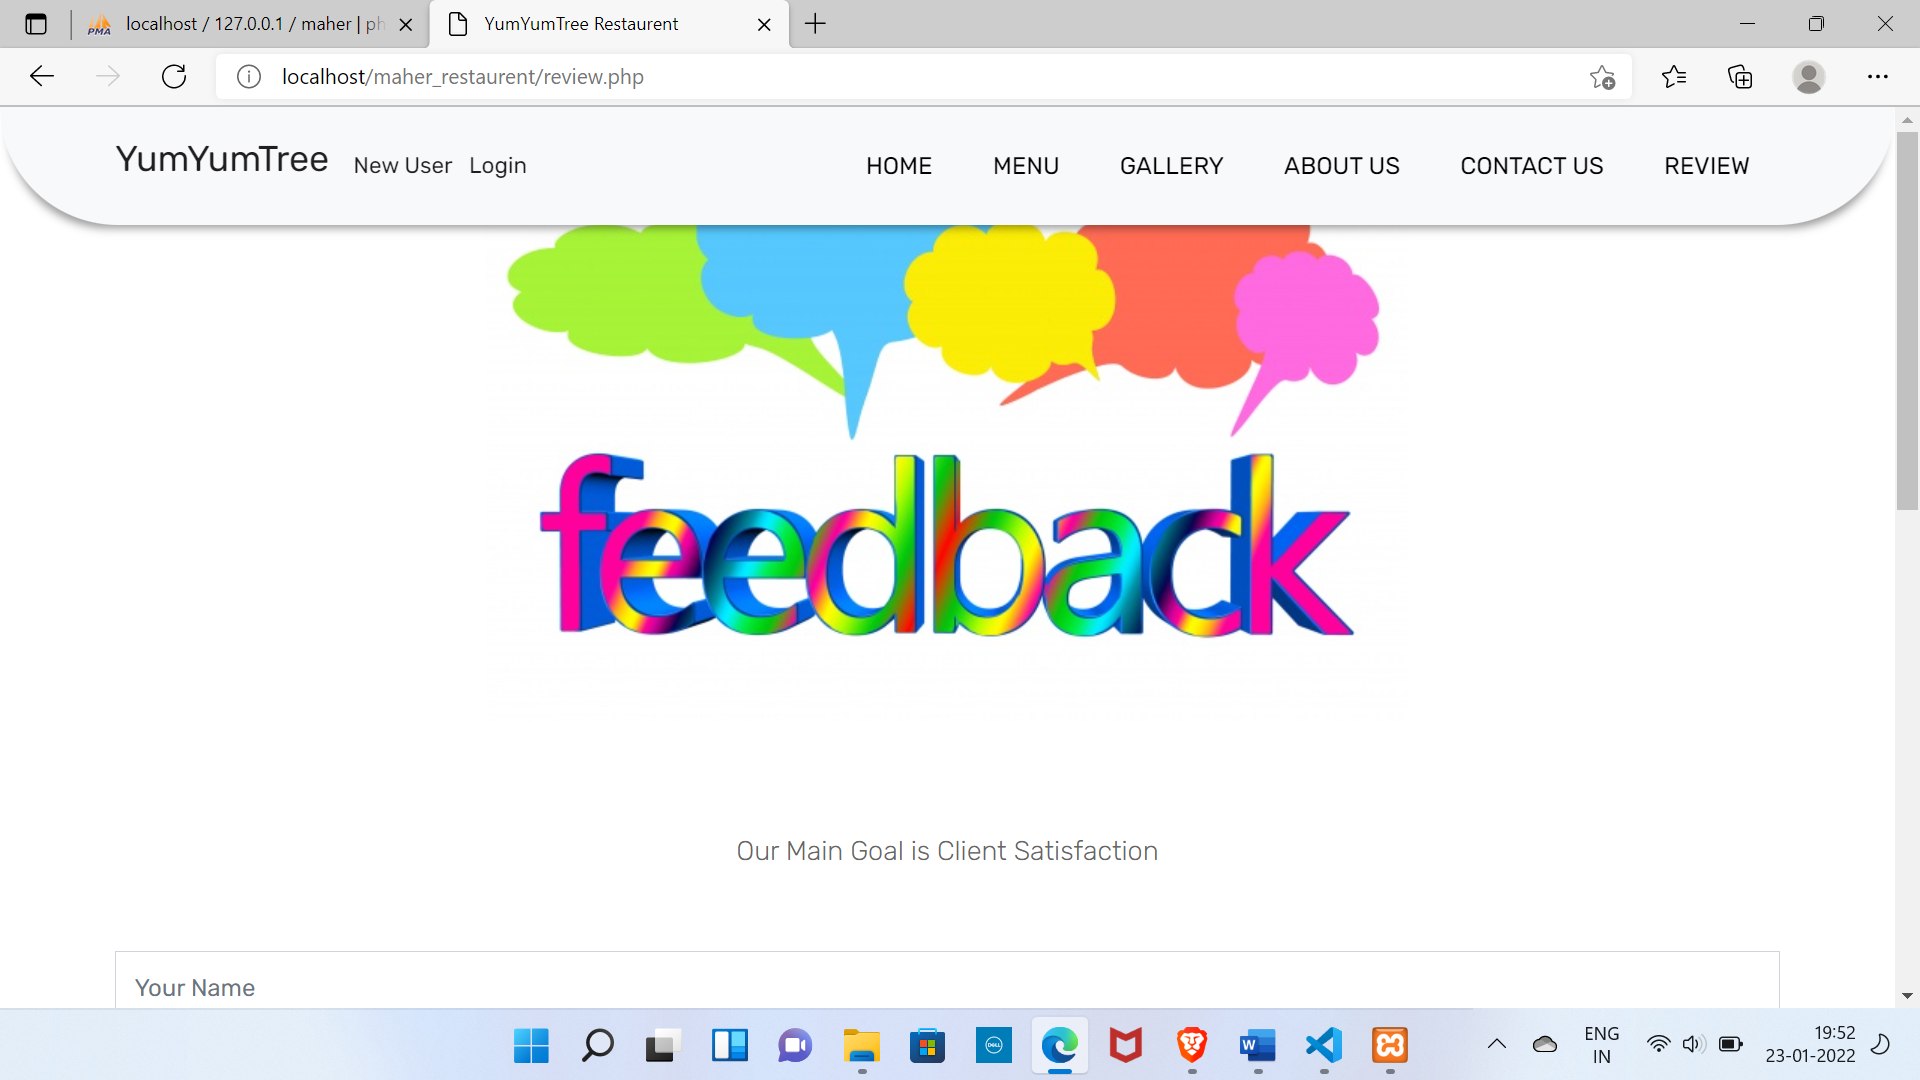 localhost / 127.0.0.1 / maher | ph
YumYumTree Restaurent
localhost/maher_restaurent/review.php
YumYumTree New User Login HOME MENU GALLERY ABOUT US CONTACT US REVIEW
feedback
Our Main Goal is Client Satisfaction
Your Name
ENG
IN
19:52
23-01-2022